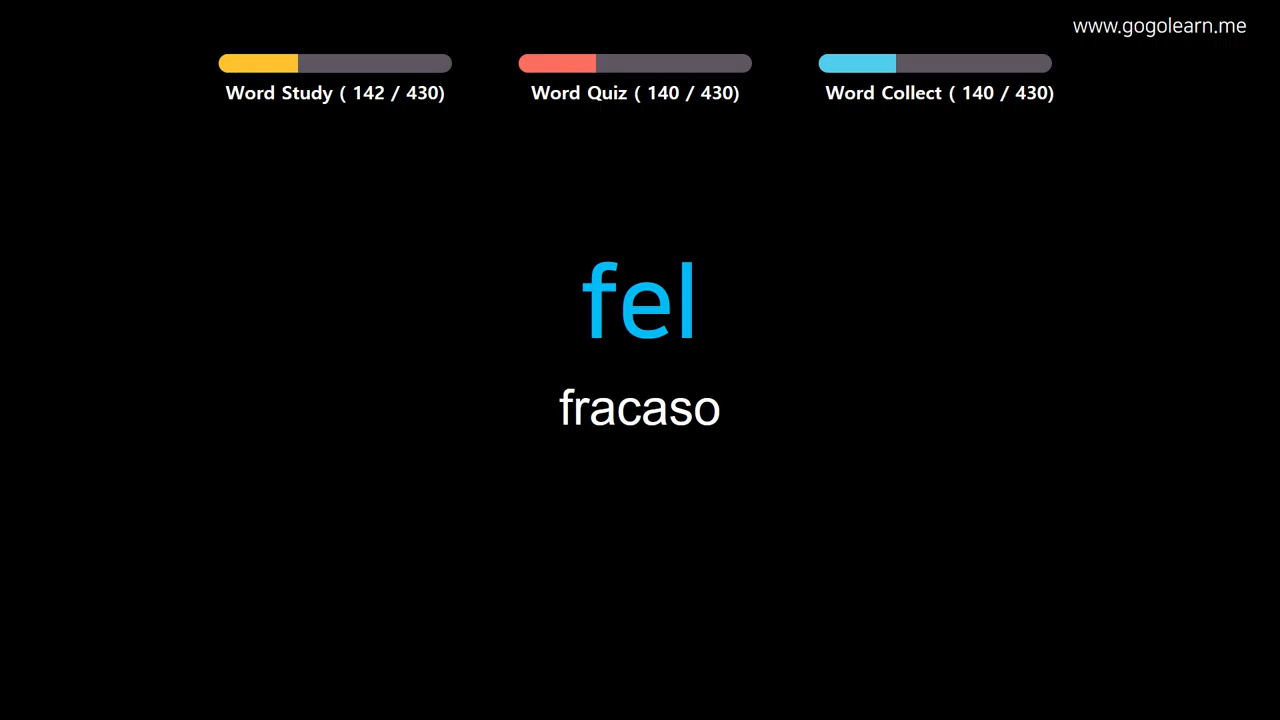 www.gogolearn.me
Word Study ( 142 / 430)
Word Quiz ( 140 / 430)
Word Collect ( 140 / 430)
fel
fracaso